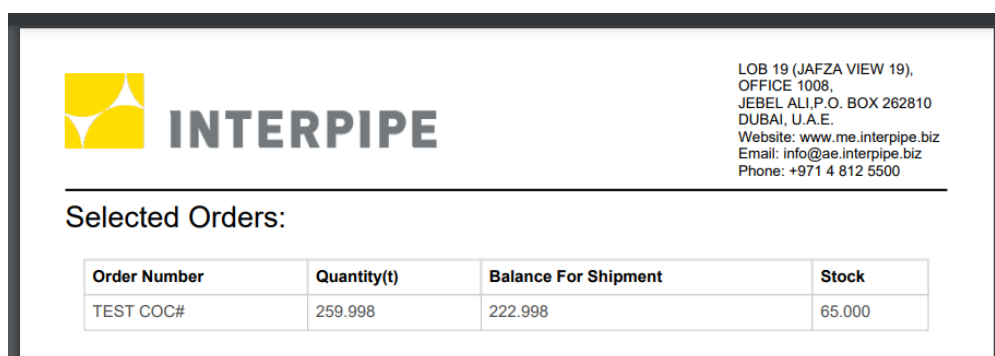 INTERPIPE
LOB 19 (JAFZA VIEW 19),
OFFICE 1008,
JEBEL ALI,P.O. BOX 262810
DUBAI, U.A.E.
Website: www.me.interpipe.biz
Email: info@ae.interpipe.biz
Phone: +971 4 812 5500
Selected Orders:
Order Number Quantity(t) Balance For Shipment Stock
TEST COC# 259.998 222.998 65.000